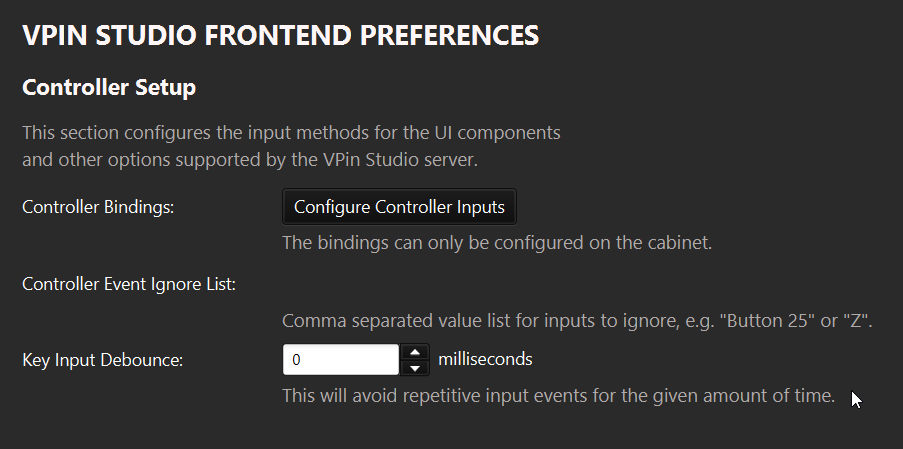 VPIN STUDIO FRONTEND PREFERENCES
Controller Setup
This section configures the input methods for the UI components
and other options supported by the VPin Studio server.
Controller Bindings:
Configure Controller Inputs
The bindings can only be configured on the cabinet.
Controller Event Ignore List:
Comma separated value list for inputs to ignore, e.g. "Button 25" or "Z".
Key Input Debounce:
0
milliseconds
This will avoid repetitive input events for the given amount of time.